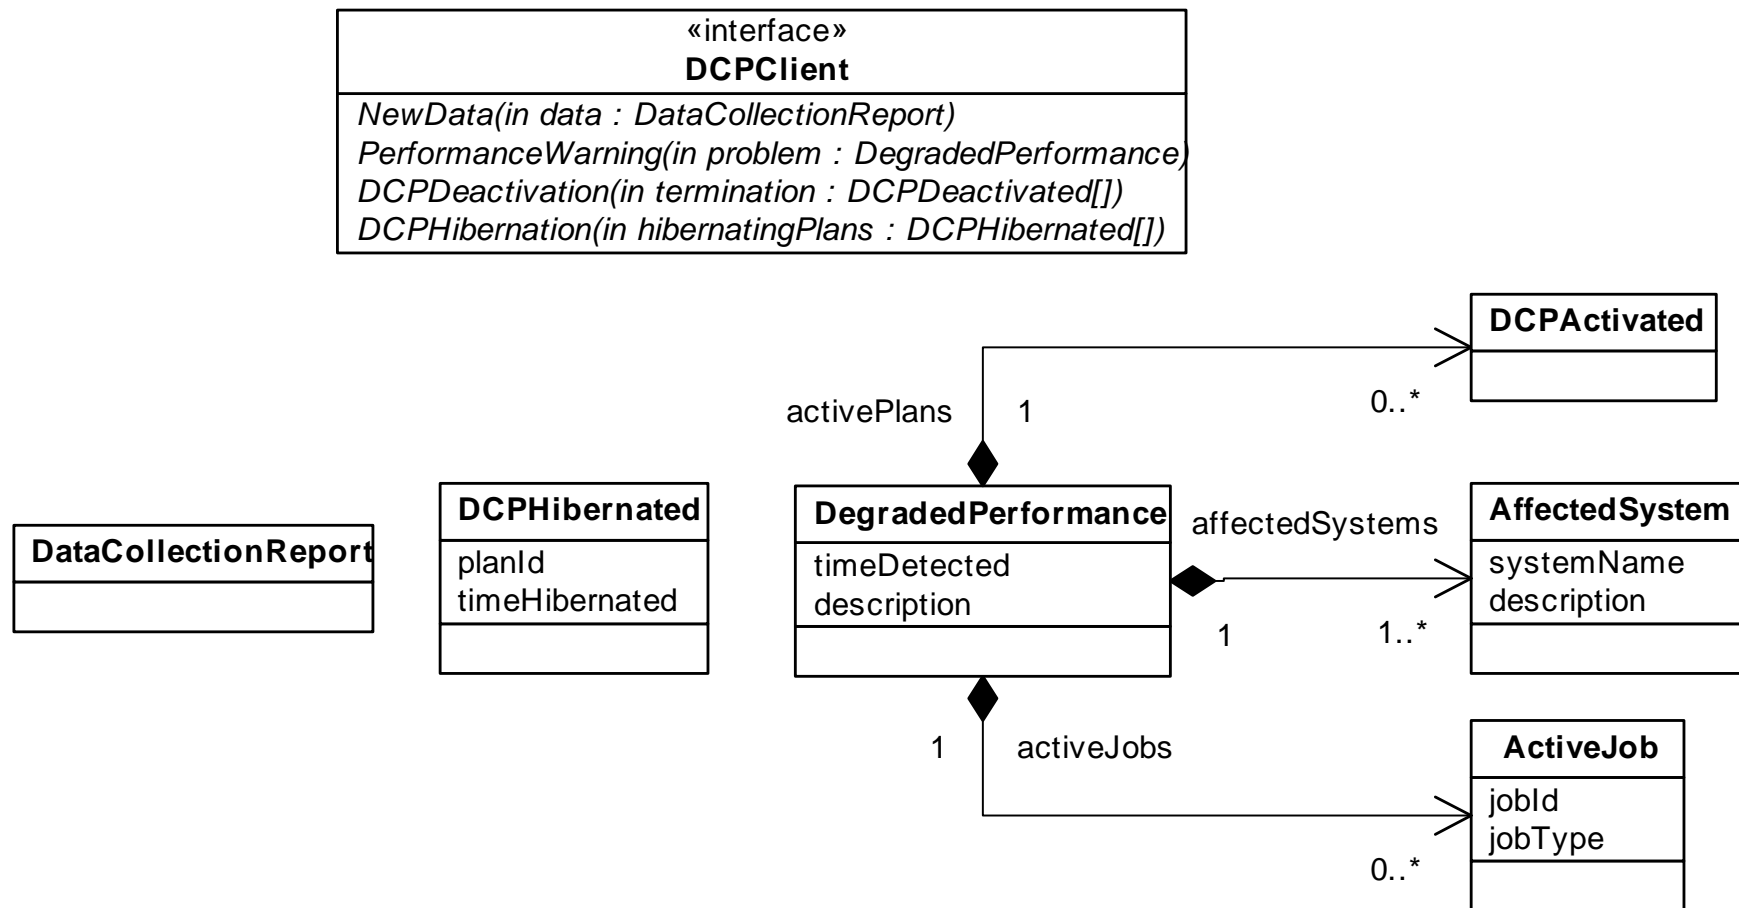 «interface»
DCPClient
NewData(in data : DataCollectionReport)
PerformanceWarning(in problem : DegradedPerformance)
DCPDeactivation(in termination : DCPDeactivated[])
DCPHibernation(in hibernatingPlans : DCPHibernated[])
DCPActivated
activePlans
1
0..*
DataCollectionReport
DCPHibernated
planId
timeHibernated
DegradedPerformance
timeDetected
description
affectedSystems
1
1..*
AffectedSystem
systemName
description
1
activeJobs
0..*
ActiveJob
jobId
jobType